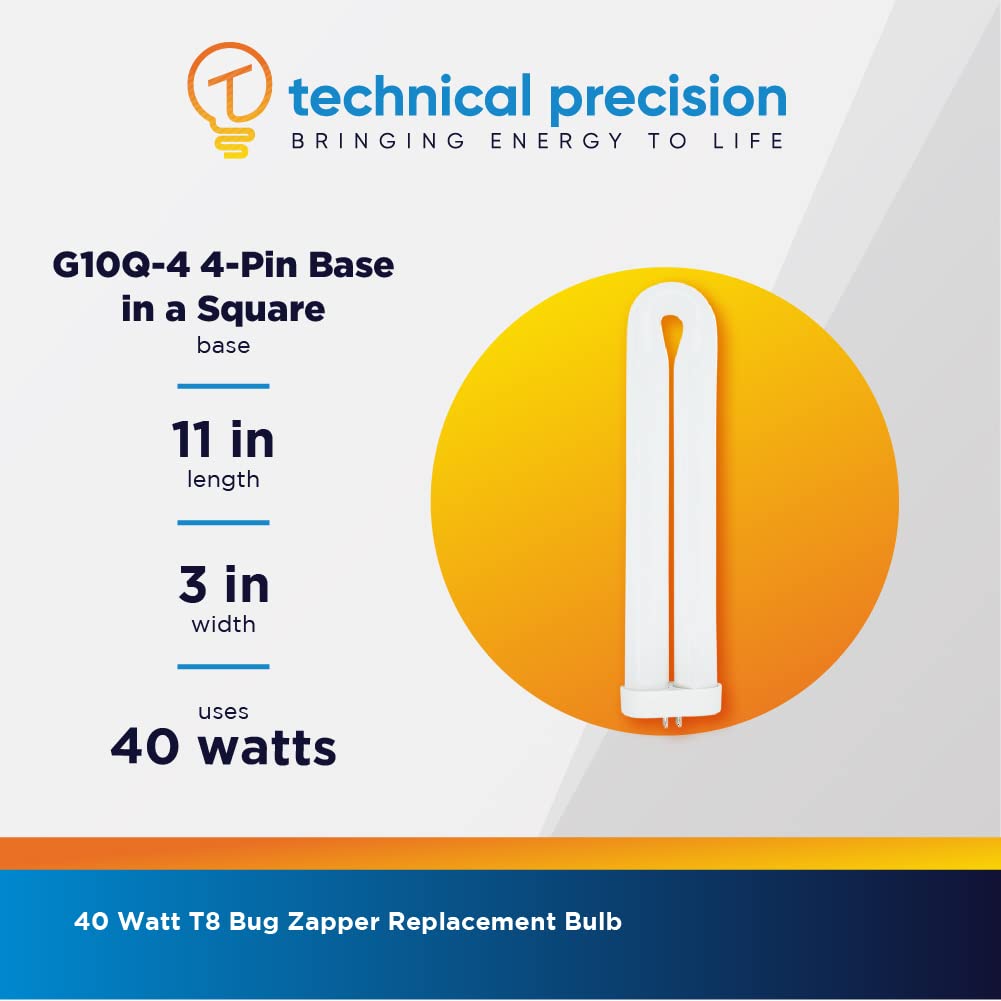 technical precision
BRINGING ENERGY TO LIFE
G10Q-4 4-Pin Base
in a Square
base
11 in
length
3 in
width
uses
40 watts
40 Watt T8 Bug Zapper Replacement Bulb